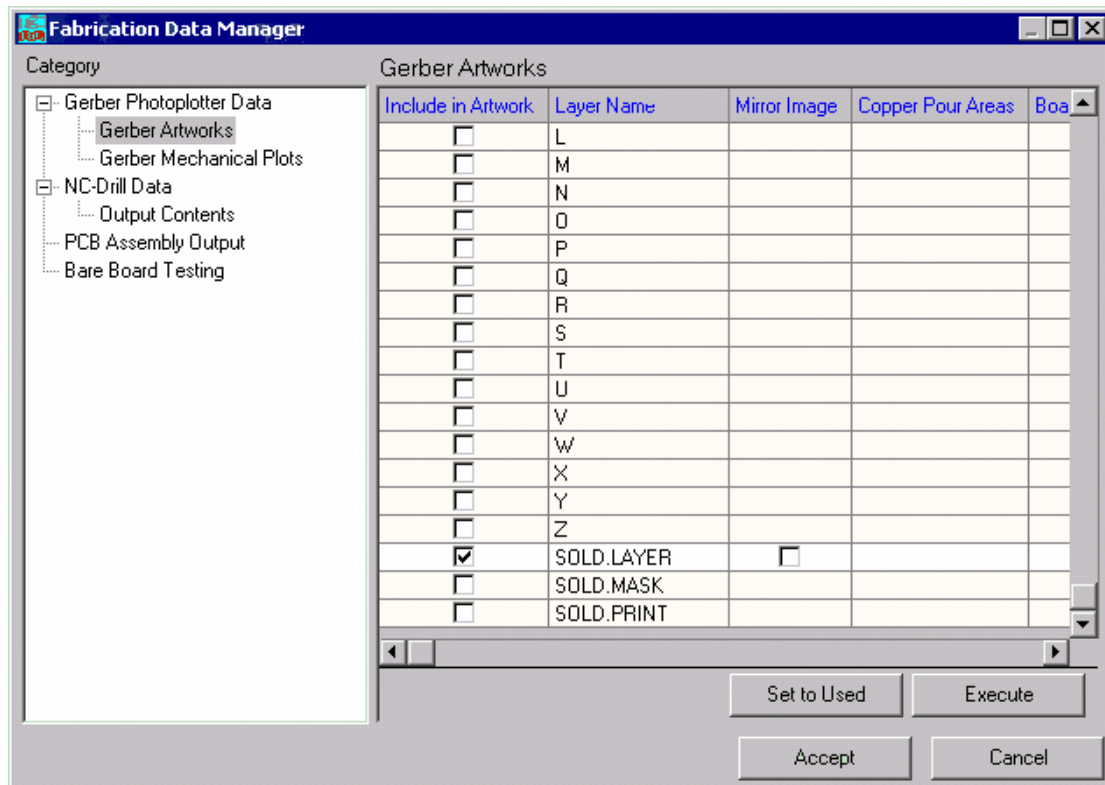 Fabrication Data Manager
Category
Gerber Artworks
Gerber Photoplotter Data
Gerber Artworks
Gerber Mechanical Plots
NC-Drill Data
Output Contents
PCB Assembly Output
Bare Board Testing
Include in Artwork Layer Name Mirror Image Copper Pour Areas Boa
L
M
N
O
P
Q
R
S
T
U
V
W
X
Y
Z
SOLD.LAYER
SOLD.MASK
SOLD.PRINT
Set to Used Execute
Accept Cancel